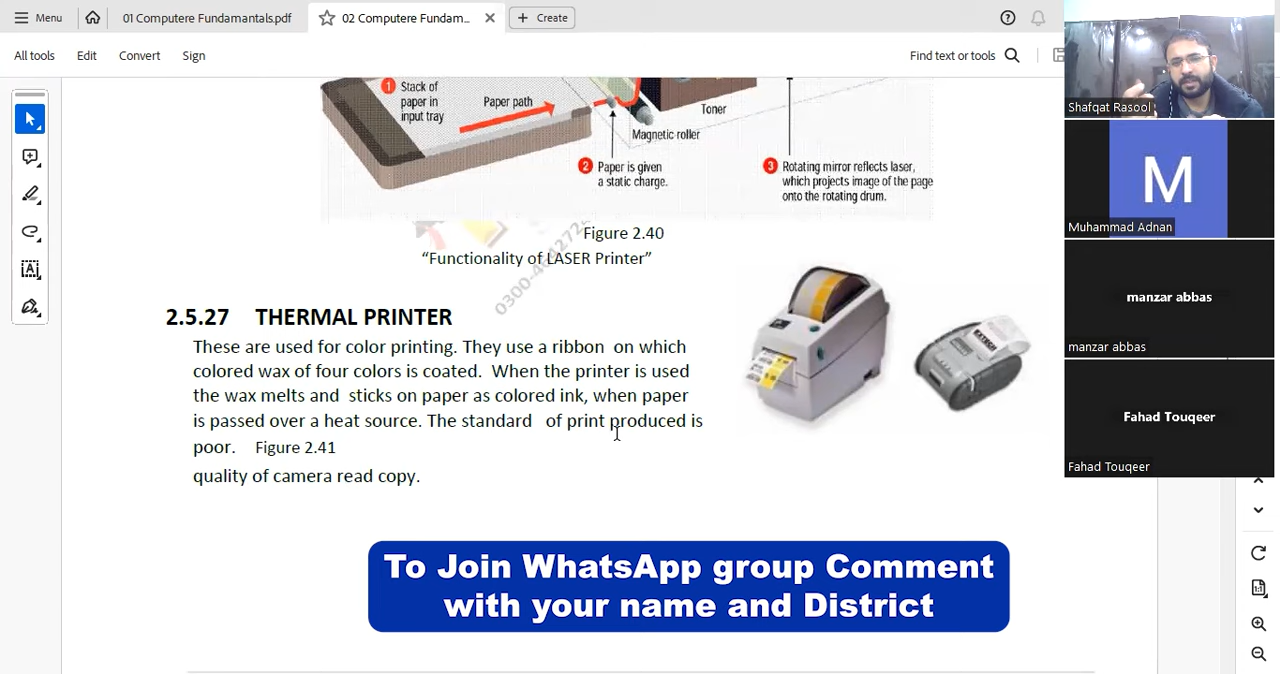 Menu
01 Computere Fundamantals.pdf
02 Computere Fundam...
Create
All tools
Edit
Convert
Sign
Find text or tools
1 Stack of
paper in
input tray
Paper path
Toner
Magnetic roller
2 Paper is given
a static charge.
3 Rotating mirror reflects laser,
which projects image of the page
onto the rotating drum.
Figure 2.40
“Functionality of LASER Printer”
2.5.27 THERMAL PRINTER
These are used for color printing. They use a ribbon on which
colored wax of four colors is coated. When the printer is used
the wax melts and sticks on paper as colored ink, when paper
is passed over a heat source. The standard of print produced is
poor. Figure 2.41
quality of camera read copy.
To Join WhatsApp group Comment
with your name and District
Shafqat Rasool
M
Muhammad Adnan
manzar abbas
manzar abbas
Fahad Touqeer
Fahad Touqeer